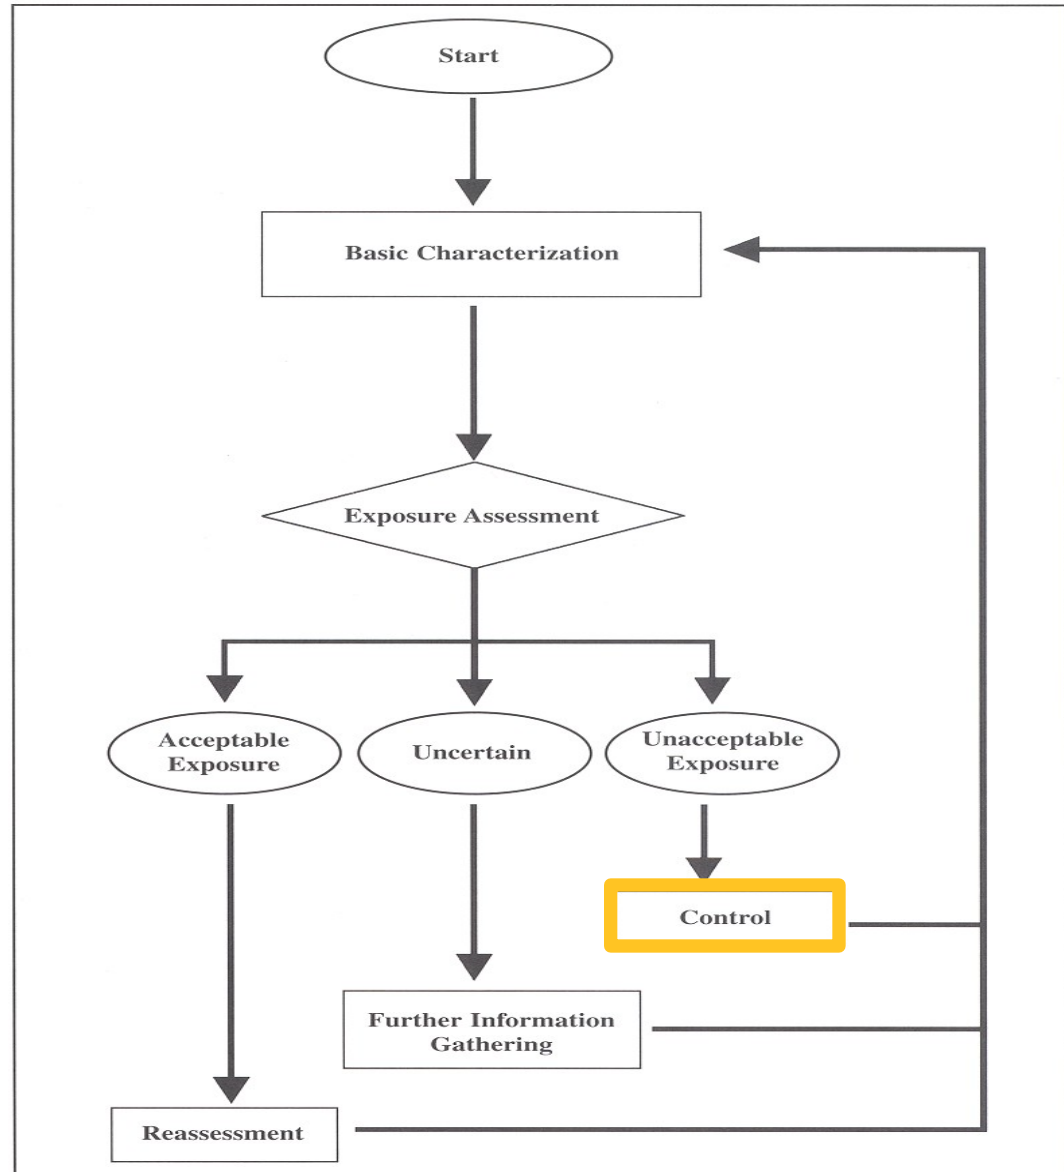 Start
Basic Characterization
Exposure Assessment
Acceptable
Exposure
Uncertain
Unacceptable
Exposure
Control
Further Information
Gathering
Reassessment